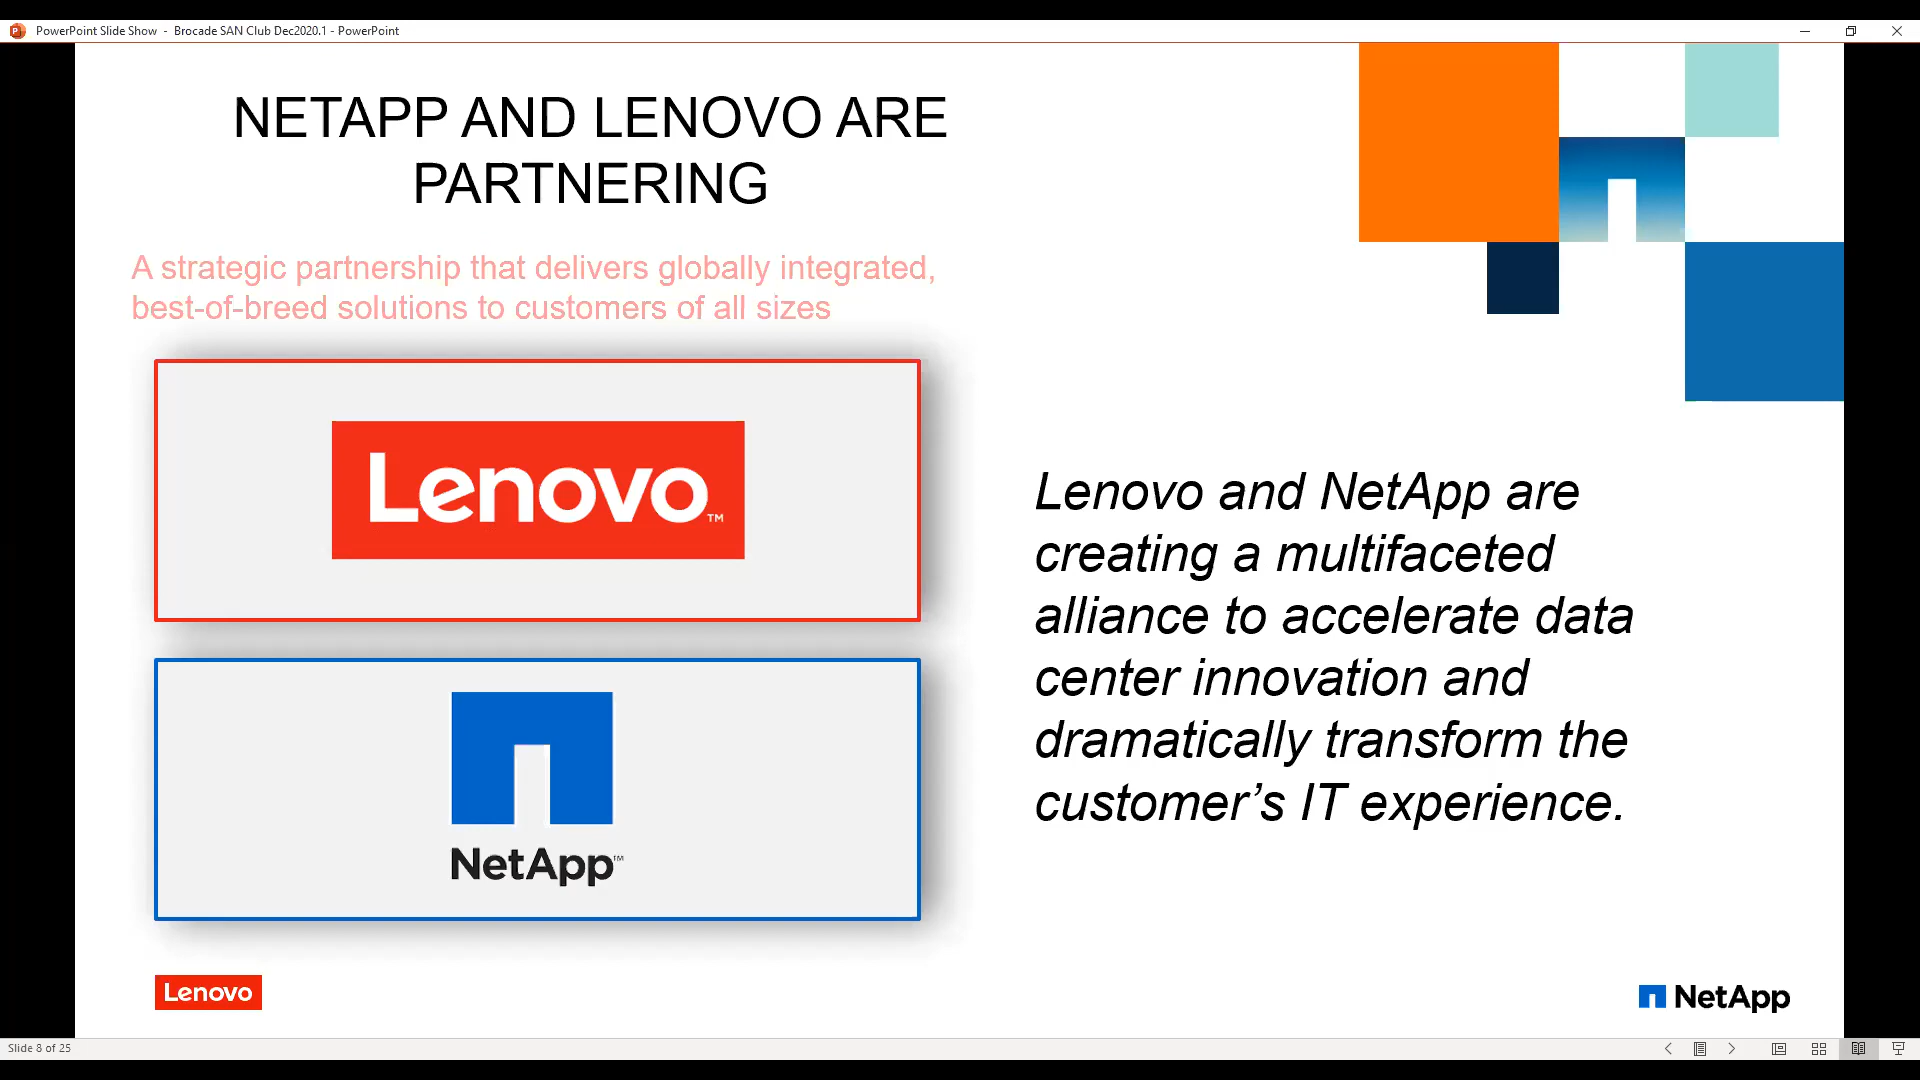 PowerPoint Slide Show - Brocade SAN Club Dec2020.1 - PowerPoint
NETAPP AND LENOVO ARE
PARTNERING
A strategic partnership that delivers globally integrated,
best-of-breed solutions to customers of all sizes
Lenovo™
NetApp™
Lenovo and NetApp are
creating a multifaceted
alliance to accelerate data
center innovation and
dramatically transform the
customer’s IT experience.
Lenovo
NetApp
Slide 8 of 25